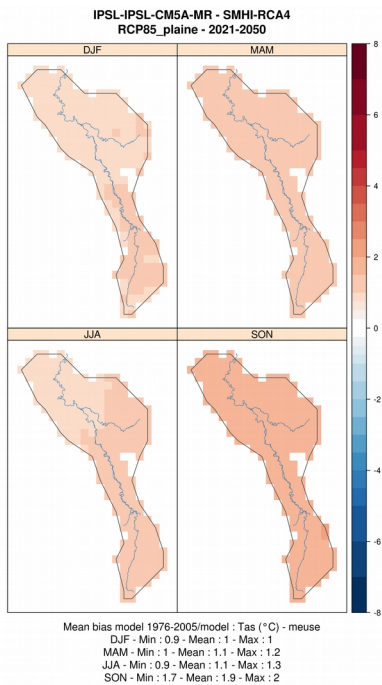 IPSL-IPSL-CM5A-MR - SMHI-RCA4
RCP85_plaine - 2021-2050
DJF
MAM
JJA
SON
8
6
4
2
0
-2
-4
-6
-8
Mean bias model 1976-2005/model : Tas (°C) - meuse
DJF - Min : 0.9 - Mean : 1 - Max : 1
MAM - Min : 1 - Mean : 1.1 - Max : 1.2
JJA - Min : 0.9 - Mean : 1.1 - Max : 1.3
SON - Min : 1.7 - Mean : 1.9 - Max : 2